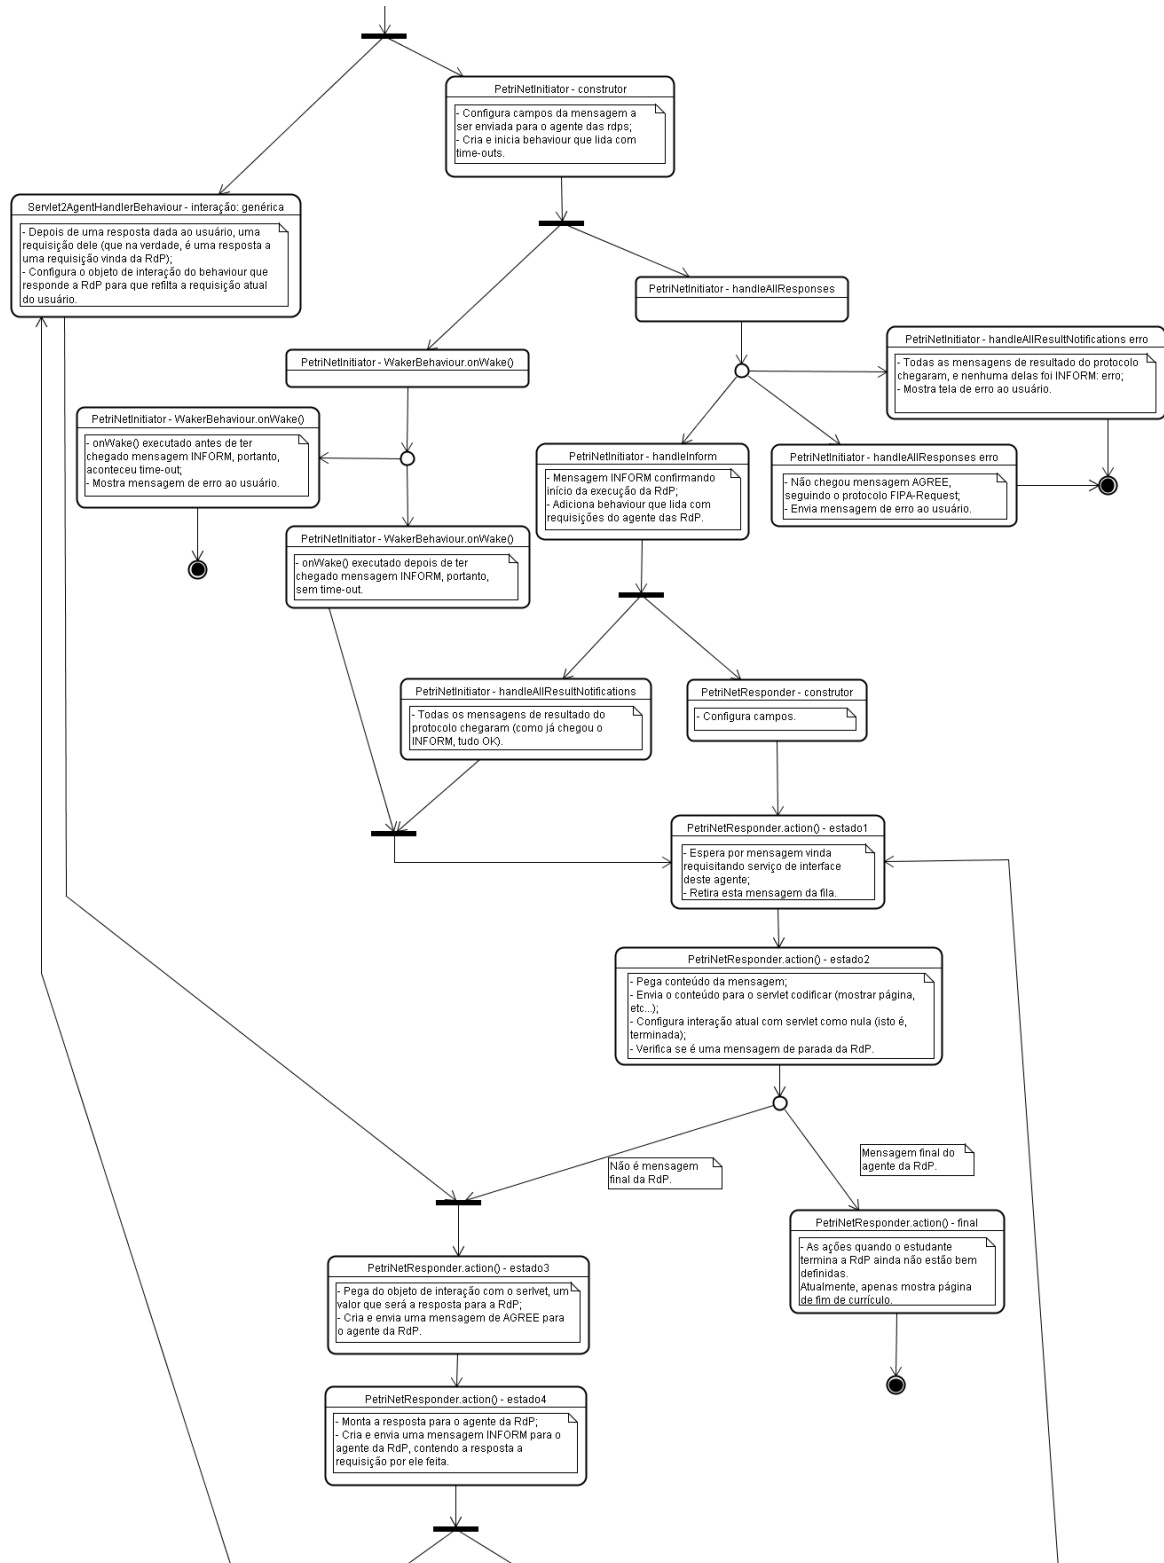 PetriNetInitiator - construtor
- Configura campos da mensagem a
ser enviada para o agente das rdps;
- Cria e inicia behaviour que lida com
time-outs.
Servlet2AgentHandlerBehaviour - interação: genérica
- Depois de uma resposta dada ao usuário, uma
requisição dele (que na verdade, é uma resposta a
uma requisição vinda da RdP);
- Configura o objeto de interação do behaviour que
responde a RdP para que refilta a requisição atual
do usuário.
PetriNetInitiator - handleAllResponses
PetriNetInitiator - handleAllResultNotifications erro
- Todas as mensagens de resultado do protocolo
chegaram, e nenhuma delas foi INFORM: erro;
- Mostra tela de erro ao usuário.
PetriNetInitiator - WakerBehaviour.onWake()
PetriNetInitiator - WakerBehaviour.onWake()
- onWake() executado antes de ter
chegado mensagem INFORM, portanto,
aconteceu time-out;
- Mostra mensagem de erro ao usuário.
PetriNetInitiator - handleInform
- Mensagem INFORM confirmando
início da execução da RdP;
- Adiciona behaviour que lida com
requisições do agente das RdP.
PetriNetInitiator - handleAllResponses erro
- Não chegou mensagem AGREE,
seguindo o protocolo FIPA-Request;
- Envia mensagem de erro ao usuário.
PetriNetInitiator - WakerBehaviour.onWake()
- onWake() executado depois de ter
chegado mensagem INFORM, portanto,
sem time-out.
PetriNetInitiator - handleAllResultNotifications
- Todas os mensagens de resultado do
protocolo chegaram (como já chegou o
INFORM, tudo OK).
PetriNetResponder - construtor
- Configura campos.
PetriNetResponder.action() - estado1
- Espera por mensagem vinda
requisitando serviço de interface
deste agente;
- Retira esta mensagem da fila.
PetriNetResponder.action() - estado2
- Pega conteúdo da mensagem;
- Envia o conteúdo para o servlet codificar (mostrar página,
etc...);
- Configura interação atual com servlet como nula (isto é,
terminada);
- Verifica se é uma mensagem de parada da RdP.
Não é mensagem
final da RdP.
Mensagem final do
agente da RdP.
PetriNetResponder.action() - final
- As ações quando o estudante
termina a RdP ainda não estão bem
definidas.
Atualmente, apenas mostra página
de fim de currículo.
PetriNetResponder.action() - estado3
- Pega do objeto de interação com o serlvet, um
valor que será a resposta para a RdP;
- Cria e envia uma mensagem de AGREE para
o agente da RdP.
PetriNetResponder.action() - estado4
- Monta a resposta para o agente da RdP;
- Cria e envia uma mensagem INFORM para o
agente da RdP, contendo a resposta a
requisição por ele feita.